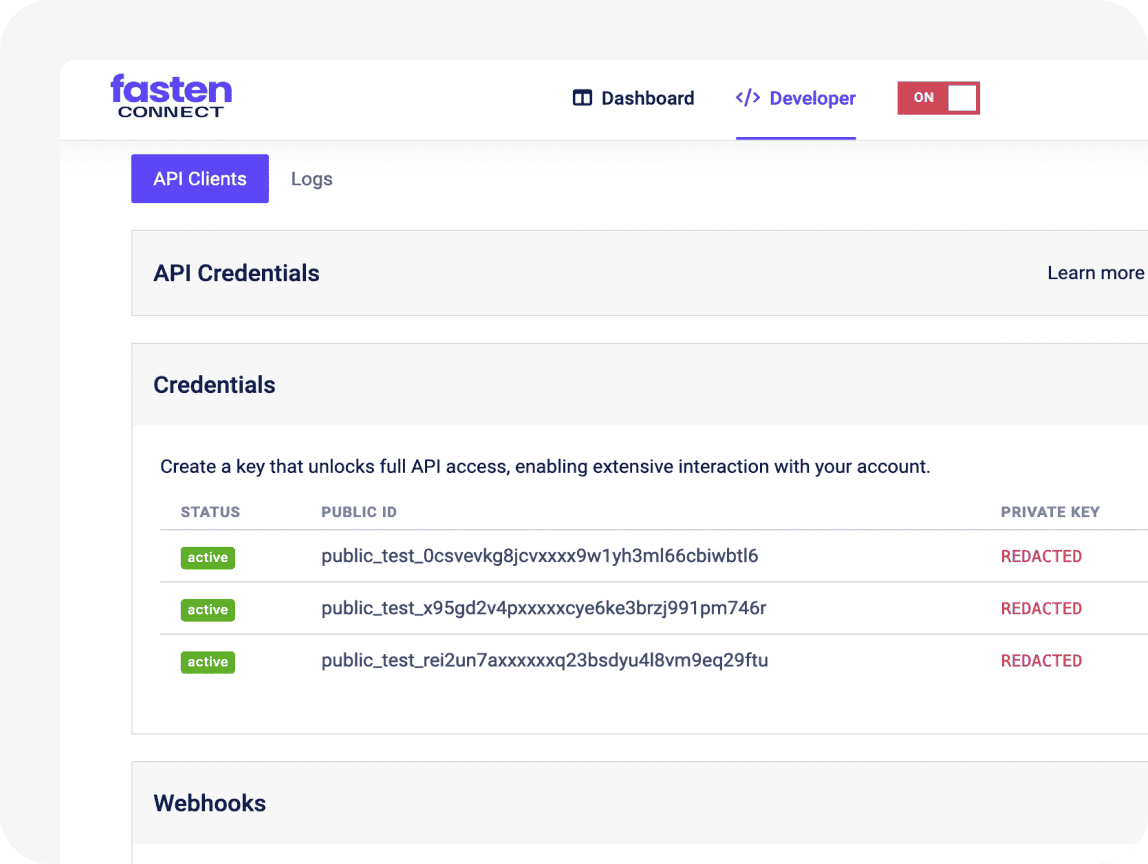 fasten
CONNECT
Dashboard
</> Developer
ON
API Clients
Logs
API Credentials
Learn more
Credentials
Create a key that unlocks full API access, enabling extensive interaction with your account.
STATUS PUBLIC ID PRIVATE KEY
active public_test_0csvevkg8jcvxxxx9w1yh3ml66cbiwbtl6 REDACTED
active public_test_x95gd2v4pxxxxxcye6ke3brzj991pm746r REDACTED
active public_test_rei2un7axxxxxxq23bsdyu4l8vm9eq29ftu REDACTED
Webhooks